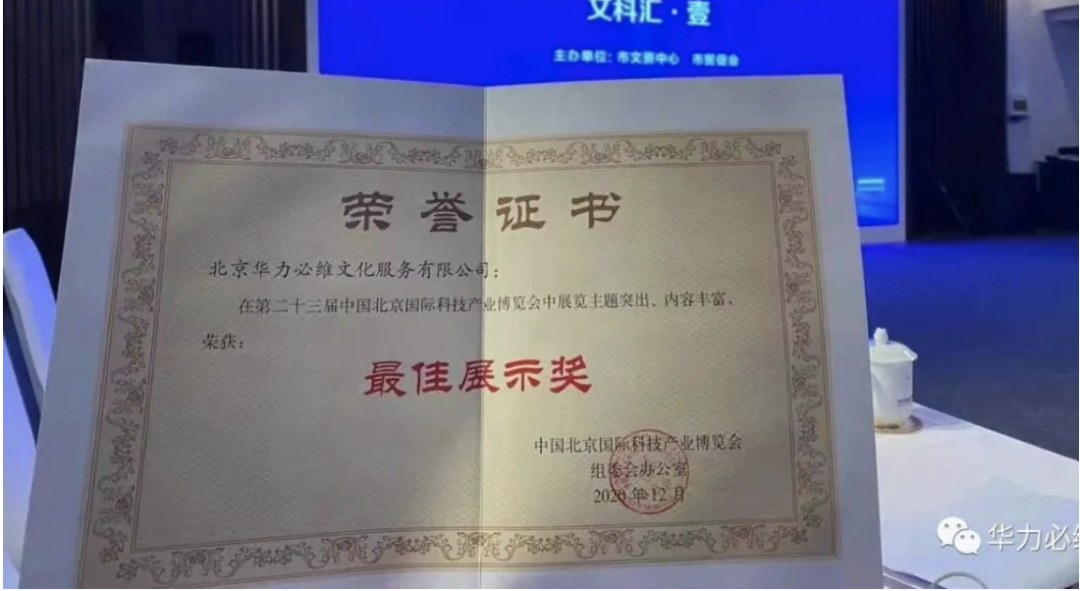 文科汇·壹
主办单位：市文资中心 市贸促会
荣誉证书
北京华力必维文化服务有限公司：
在第二十三届中国北京国际科技产业博览会中展览主题突出、内容丰富，
荣获：
最佳展示奖
中国北京国际科技产业博览会
组委会办公室
2020年12月
华力必维